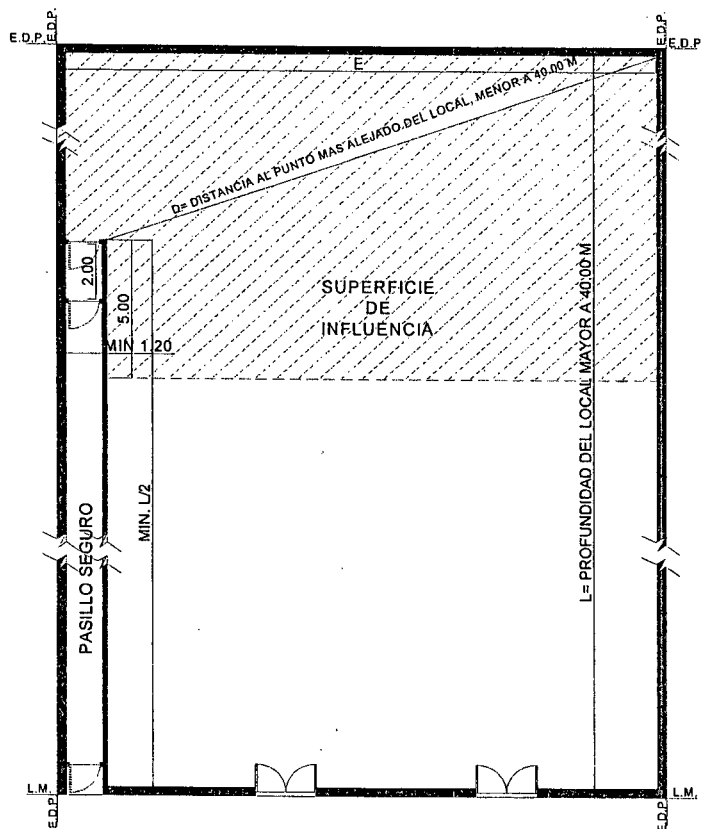 E.D.P.
E.D.P.
E.D.P.
E.D.P
E
D= DISTANCIA AL PUNTO MAS ALEJADO DEL LOCAL, MENOR A 40.00 M
2.00
5.00
SUPERFICIE
DE
INFLUENCIA
MIN 1.20
L= PROFUNDIDAD DEL LOCAL MAYOR A 40.00 M
MIN. L/2
PASILLO SEGURO
L.M.
L.M.
E.D.P.
E.D.P.